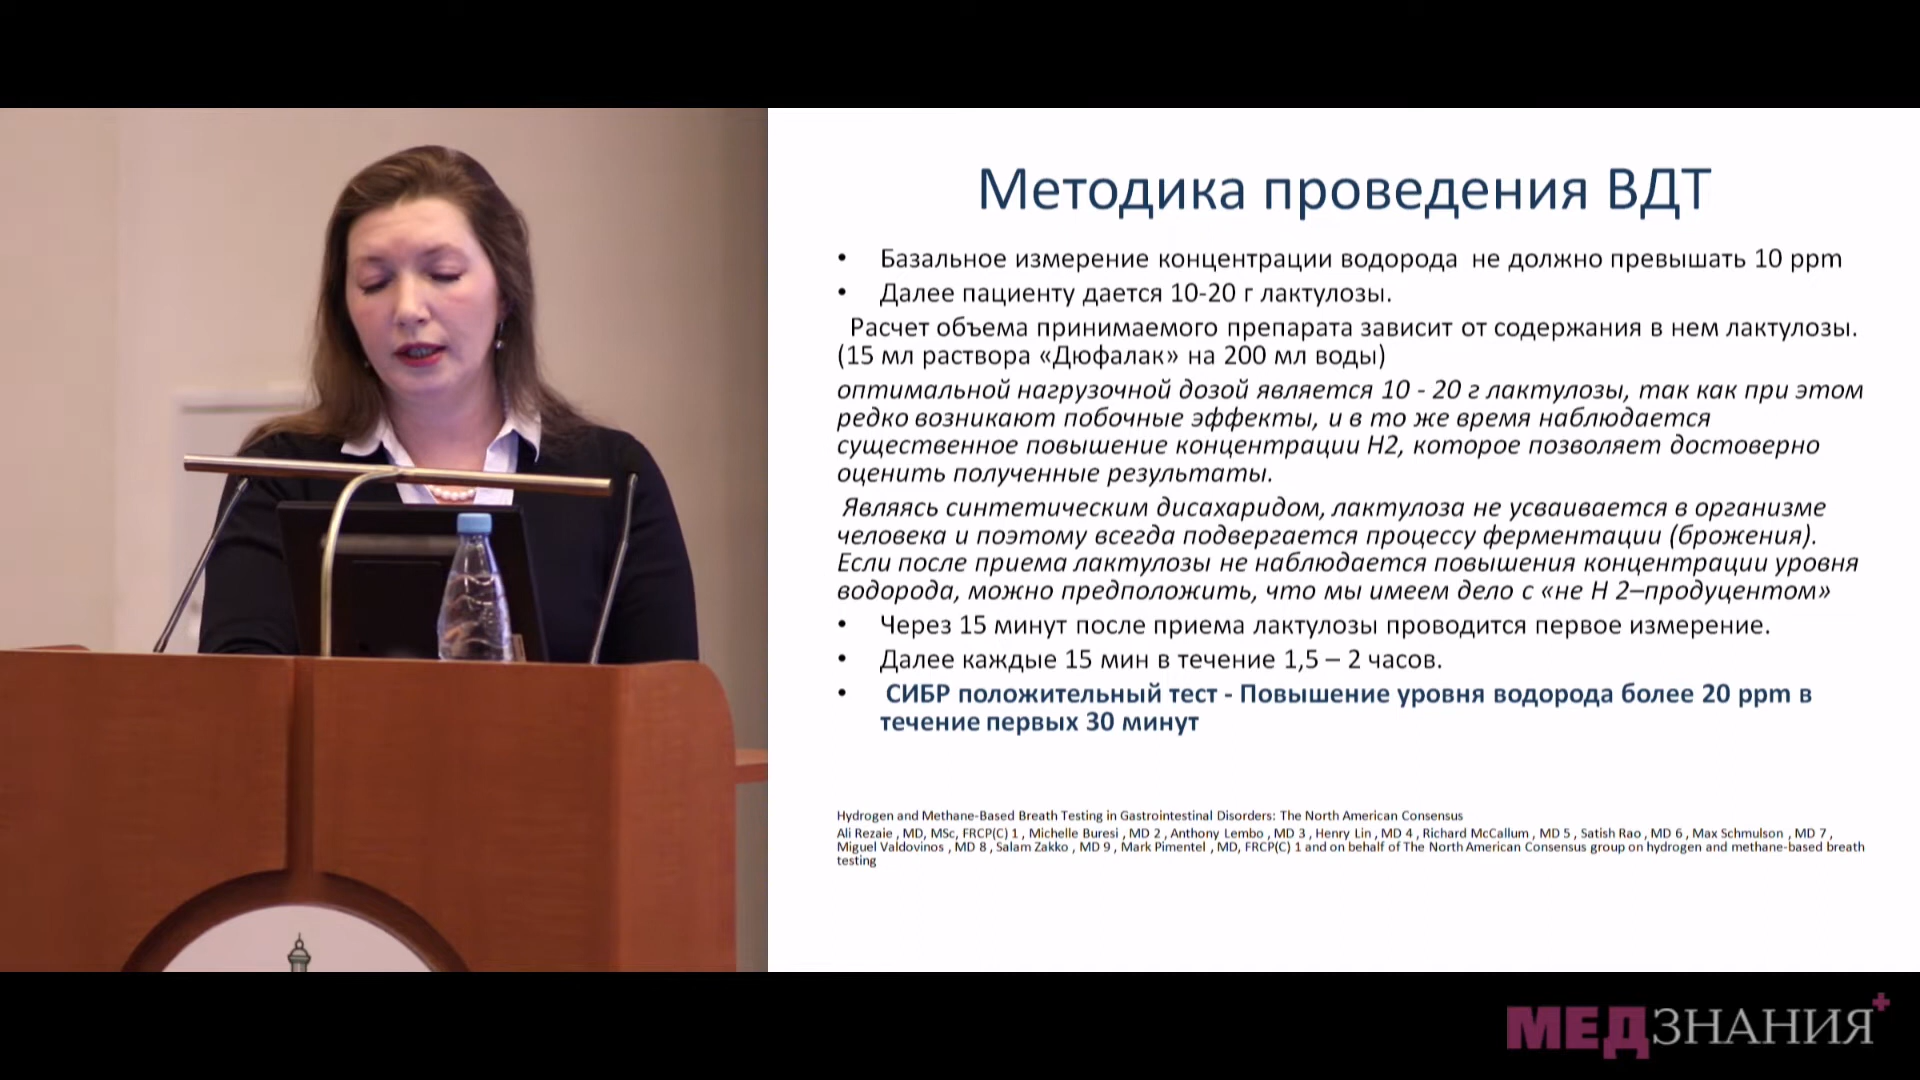 Методика проведения ВДТ
• Базальное измерение концентрации водорода не должно превышать 10 ppm
• Далее пациенту дается 10-20 г лактулозы.
Расчет объема принимаемого препарата зависит от содержания в нем лактулозы.
(15 мл раствора «Дюфалак» на 200 мл воды)
оптимальной нагрузочной дозой является 10 - 20 г лактулозы, так как при этом
редко возникают побочные эффекты, и в то же время наблюдается
существенное повышение концентрации Н2, которое позволяет достоверно
оценить полученные результаты.
Являясь синтетическим дисахаридом, лактулоза не усваивается в организме
человека и поэтому всегда подвергается процессу ферментации (брожения).
Если после приема лактулозы не наблюдается повышения концентрации уровня
водорода, можно предположить, что мы имеем дело с «не Н 2–продуцентом»
• Через 15 минут после приема лактулозы проводится первое измерение.
• Далее каждые 15 мин в течение 1,5 – 2 часов.
• СИБР положительный тест - Повышение уровня водорода более 20 ppm в
течение первых 30 минут
Hydrogen and Methane-Based Breath Testing in Gastrointestinal Disorders: The North American Consensus
Ali Rezaie , MD, MSc, FRCP(C) 1 , Michelle Buresi , MD 2 , Anthony Lembo , MD 3 , Henry Lin , MD 4 , Richard McCallum , MD 5 , Satish Rao , MD 6 , Max Schmulson , MD 7 ,
Miguel Valdovinos , MD 8 , Salam Zakko , MD 9 , Mark Pimentel , MD, FRCP(C) 1 and on behalf of The North American Consensus group on hydrogen and methane-based breath
testing
МЕДЗНАНИЯ+